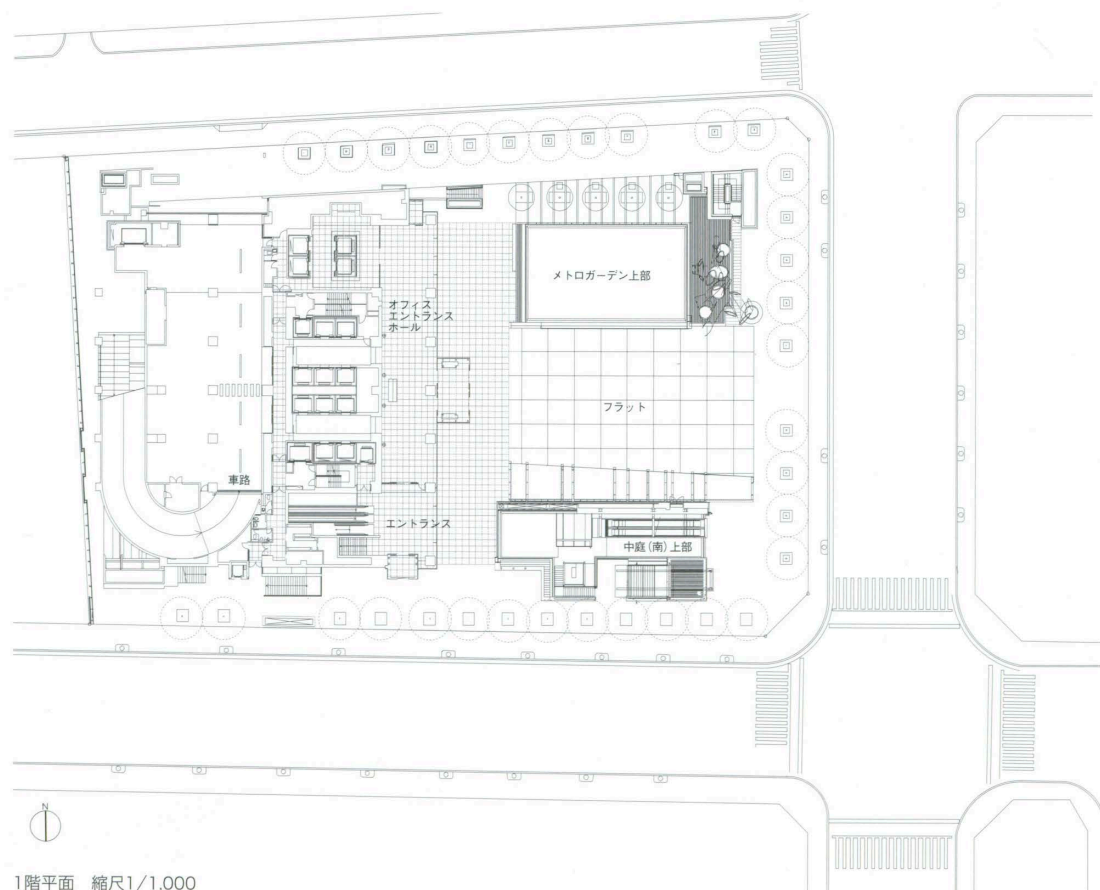 メトロガーデン上部
オフィス
エントランス
ホール
フラット
車路
エントランス
中庭(南)上部
N
1階平面 縮尺1/1,000